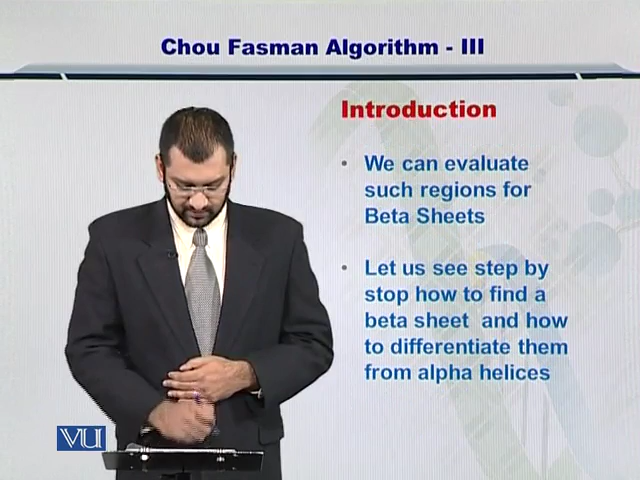 Chou Fasman Algorithm - III
Introduction
• We can evaluate
such regions for
Beta Sheets
• Let us see step by
stop how to find a
beta sheet and how
to differentiate them
from alpha helices
VU